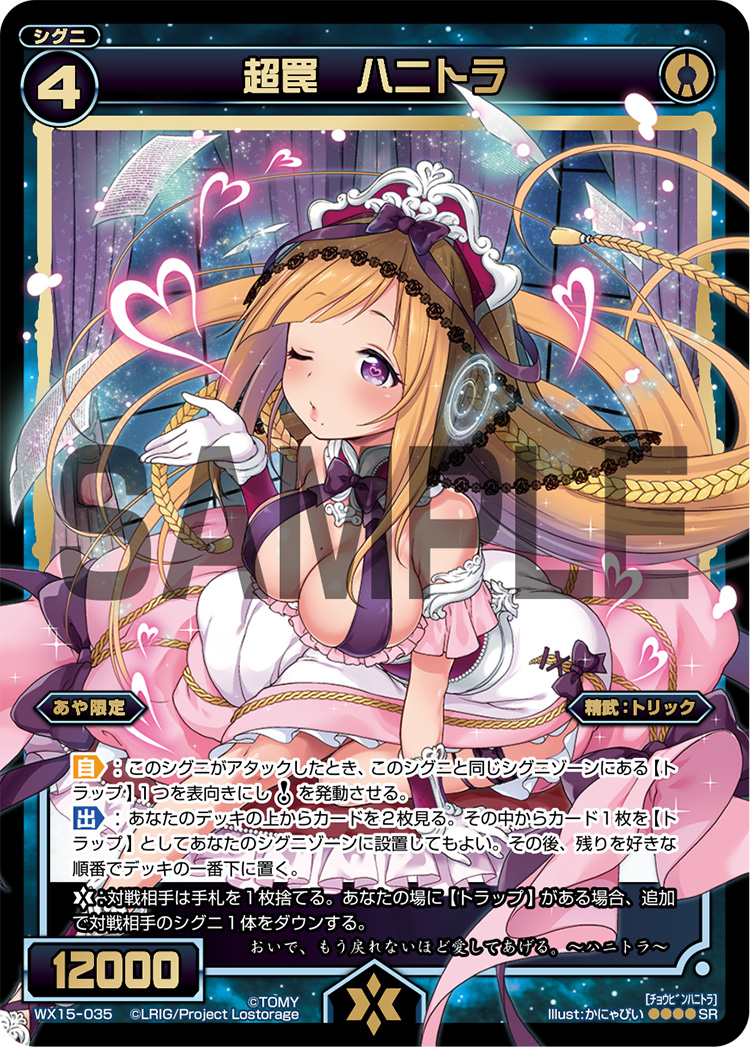 シグニ
4
超罠 ハニトラ
SAMPLE
あや限定
精武:トリック
自:このシグニがアタックしたとき、このシグニと同じシグニゾーンにある【ト
ラップ】1つを表向きにし を発動させる。
出:あなたのデッキの上からカードを2枚見る。その中からカード1枚を【ト
ラップ】としてあなたのシグニゾーンに設置してもよい。その後、残りを好きな
順番でデッキの一番下に置く。
:対戦相手は手札を1枚捨てる。あなたの場に【トラップ】がある場合、追加
で対戦相手のシグニ1体をダウンする。
おいで、もう戻れないほど愛してあげる。~ハニトラ~
12000
©TOMY
[チョウビンハニトラ]
WX15-035 ©LRIG/Project Lostorage
Illust:かにゃぴぃ ●●●●SR